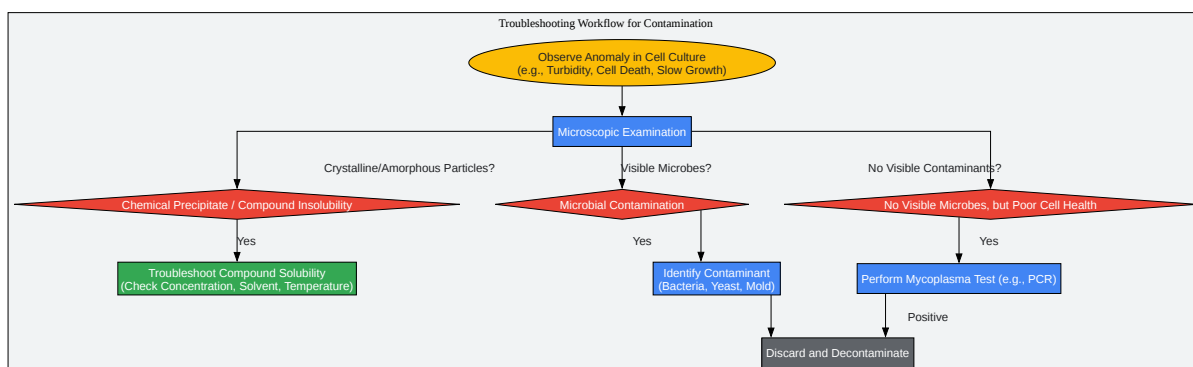 Troubleshooting Workflow for Contamination
Observe Anomaly in Cell Culture
(e.g., Turbidity, Cell Death, Slow Growth)
Microscopic Examination
Crystalline/Amorphous Particles?
Visible Microbes?
No Visible Contaminants?
Chemical Precipitate / Compound Insolubility
Microbial Contamination
No Visible Microbes, but Poor Cell Health
Yes
Yes
Yes
Troubleshoot Compound Solubility
(Check Concentration, Solvent, Temperature)
Identify Contaminant
(Bacteria, Yeast, Mold)
Perform Mycoplasma Test (e.g., PCR)
Positive
Discard and Decontaminate